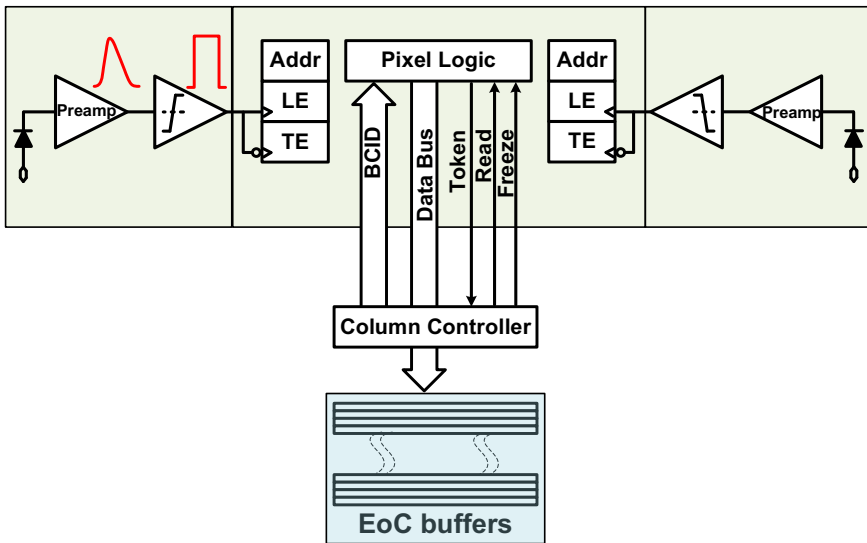 Addr
Pixel Logic
Addr
Preamp
LE
LE
Preamp
TE
TE
BCID
Data Bus
Token
Read
Freeze
Column Controller
EoC buffers